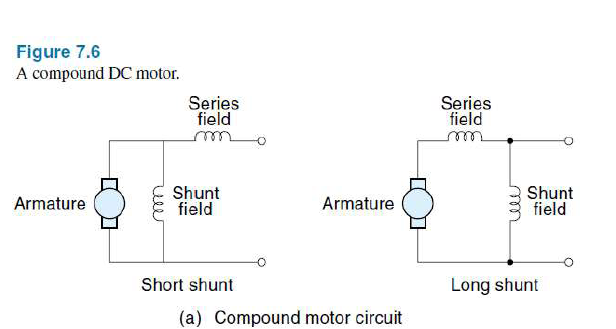 Figure 7.6
A compound DC motor.
Series
field
Armature
Shunt
field
Short shunt
Series
field
Armature
Shunt
field
Long shunt
(a) Compound motor circuit